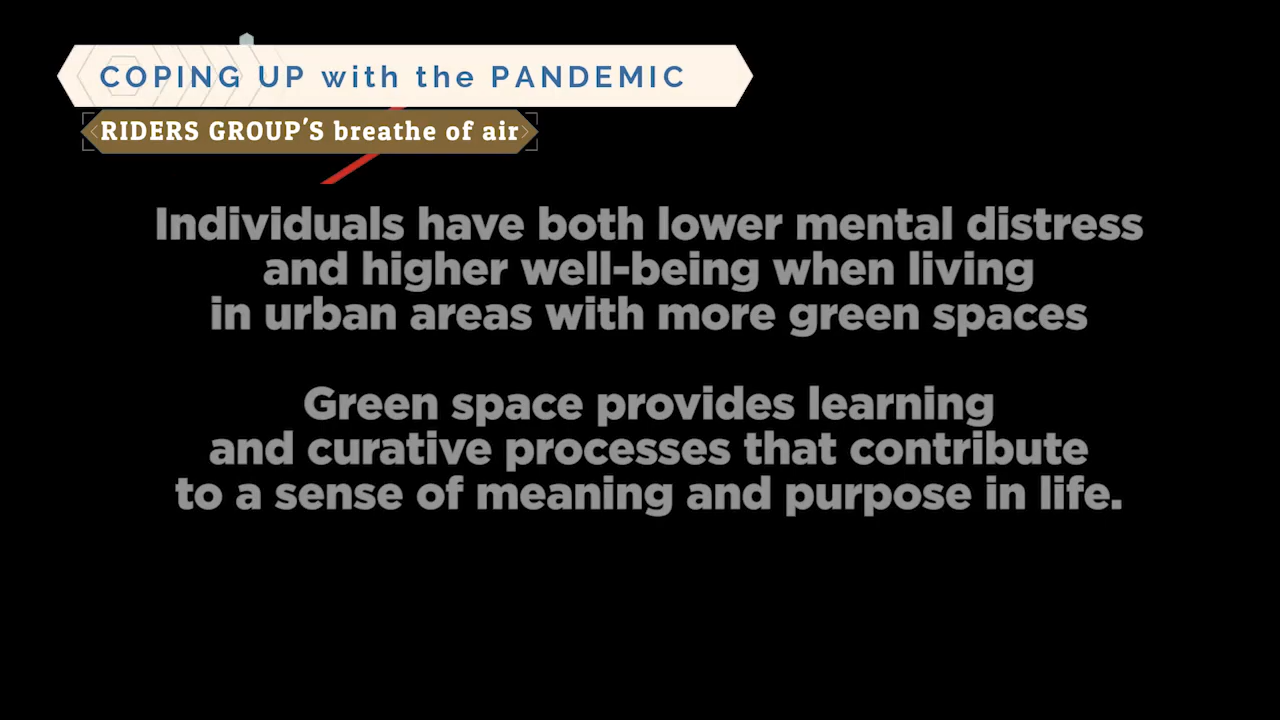 COPING UP with the PANDEMIC
RIDERS GROUP'S breathe of air
Individuals have both lower mental distress
and higher well-being when living
in urban areas with more green spaces
Green space provides learning
and curative processes that contribute
to a sense of meaning and purpose in life.